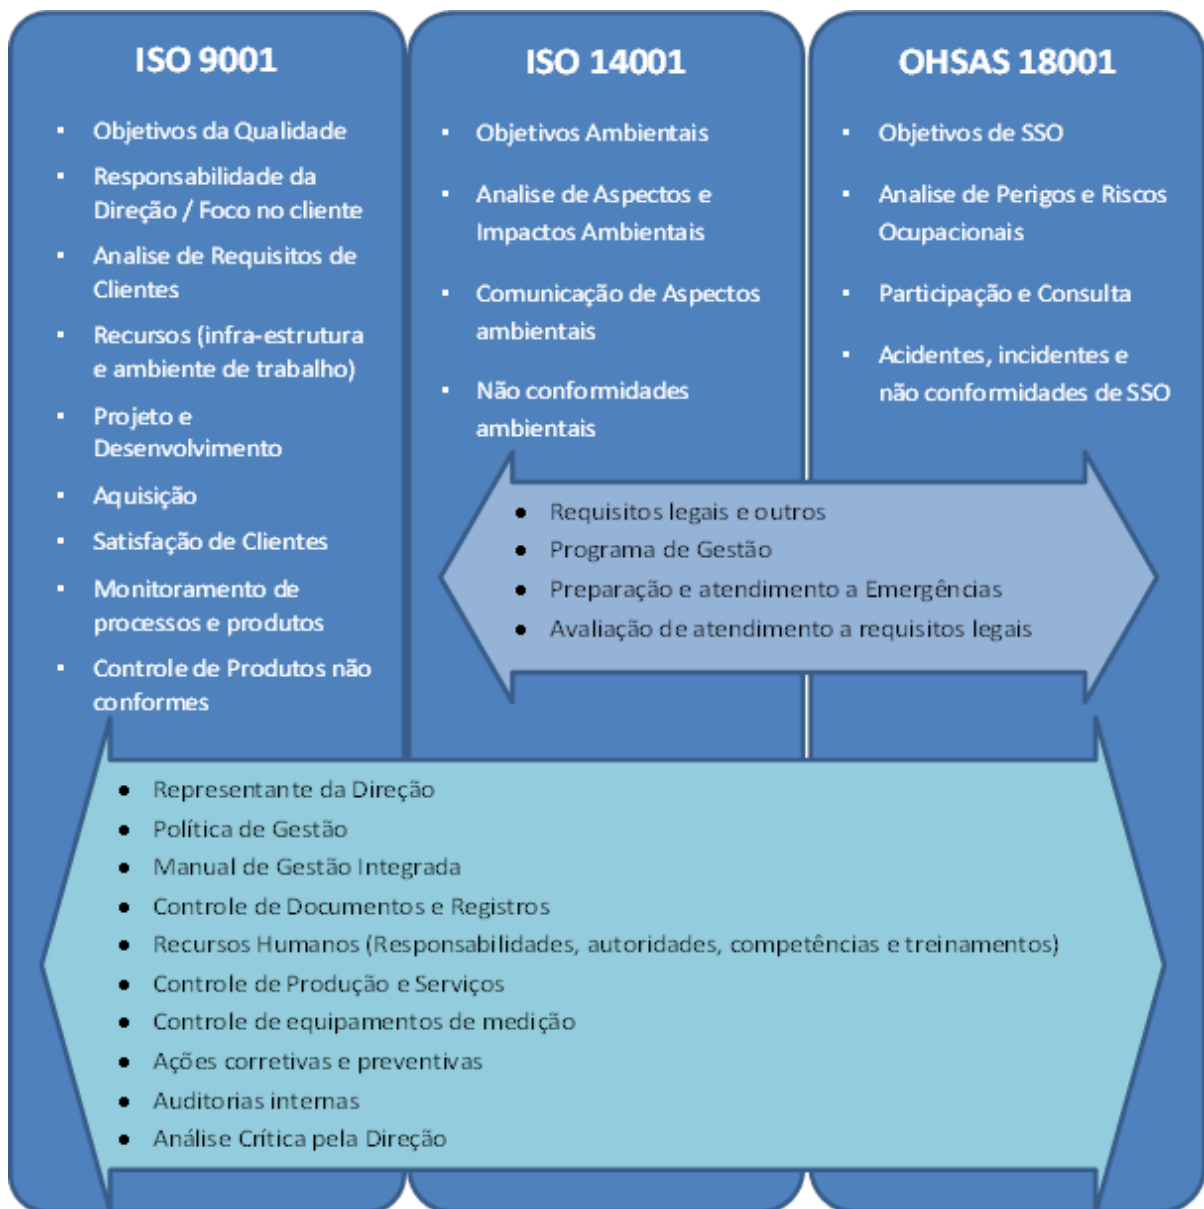 ISO 9001
▪ Objetivos da Qualidade
▪ Responsabilidade da
Direção / Foco no cliente
▪ Analise de Requisitos de
Clientes
▪ Recursos (infra-estrutura
e ambiente de trabalho)
▪ Projeto e
Desenvolvimento
▪ Aquisição
▪ Satisfação de Clientes
▪ Monitoramento de
processos e produtos
▪ Controle de Produtos não
conformes
ISO 14001
▪ Objetivos Ambientais
▪ Analise de Aspectos e
Impactos Ambientais
▪ Comunicação de Aspectos
ambientais
▪ Não conformidades
ambientais
OHSAS 18001
▪ Objetivos de SSO
▪ Analise de Perigos e Riscos
Ocupacionais
▪ Participação e Consulta
▪ Acidentes, incidentes e
não conformidades de SSO
● Requisitos legais e outros
● Programa de Gestão
● Preparação e atendimento a Emergências
● Avaliação de atendimento a requisitos legais
● Representante da Direção
● Política de Gestão
● Manual de Gestão Integrada
● Controle de Documentos e Registros
● Recursos Humanos (Responsabilidades, autoridades, competências e treinamentos)
● Controle de Produção e Serviços
● Controle de equipamentos de medição
● Ações corretivas e preventivas
● Auditorias internas
● Análise Crítica pela Direção